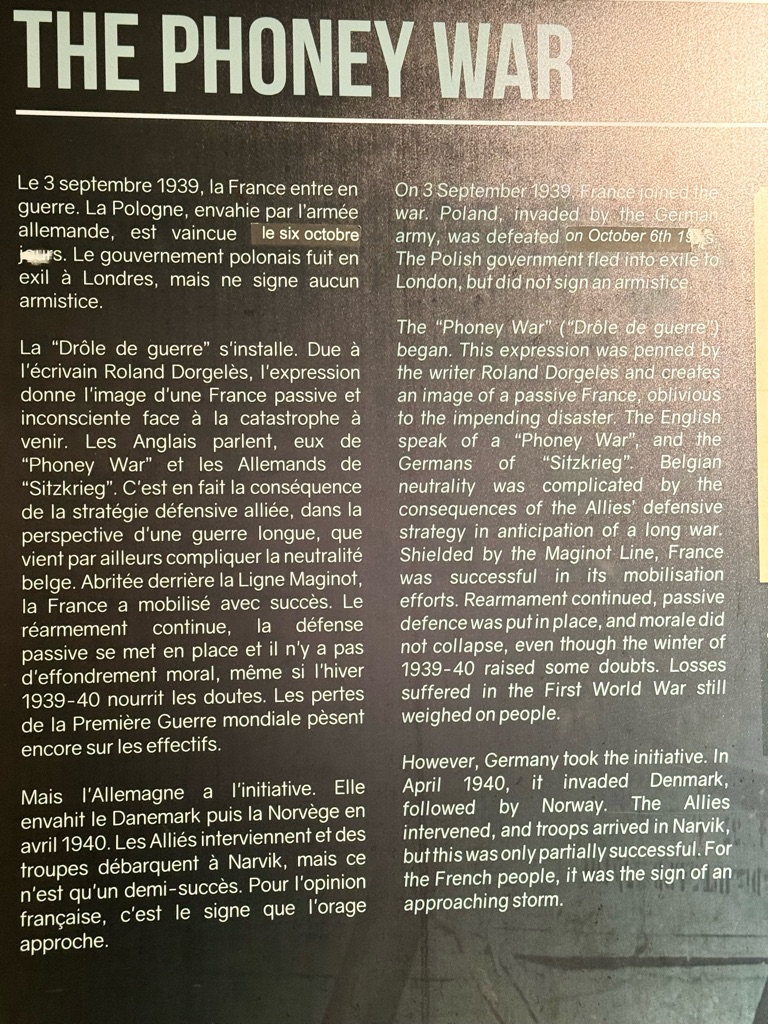 THE PHONEY WAR
Le 3 septembre 1939, la France entre en
guerre. La Pologne, envahie par l'armée
allemande, est vaincue le six octobre
jours. Le gouvernement polonais fuit en
exil à Londres, mais ne signe aucun
armistice.
La "Drôle de guerre" s'installe. Due à
l'écrivain Roland Dorgelès, l'expression
donne l'image d'une France passive et
inconsciente face à la catastrophe à
venir. Les Anglais parlent, eux de
"Phoney War" et les Allemands de
"Sitzkrieg". C'est en fait la conséquence
de la stratégie défensive alliée, dans la
perspective d'une guerre longue, que
vient par ailleurs compliquer la neutralité
belge. Abritée derrière la Ligne Maginot,
la France a mobilisé avec succès. Le
réarmement continue, la défense
passive se met en place et il n'y a pas
d'effondrement moral, même si l'hiver
1939-40 nourrit les doutes. Les pertes
de la Première Guerre mondiale pèsent
encore sur les effectifs.
Mais l'Allemagne a l'initiative. Elle
envahit le Danemark puis la Norvège en
avril 1940. Les Alliés interviennent et des
troupes débarquent à Narvik, mais ce
n'est qu'un demi-succès. Pour l'opinion
française, c'est le signe que l'orage
approche.
On 3 September 1939, France joined the
war. Poland, invaded by the German
army, was defeated on October 6th
The Polish government fled into exile to
London, but did not sign an armistice.
The "Phoney War" ("Drôle de guerre")
began. This expression was penned by
the writer Roland Dorgelès and creates
an image of a passive France, oblivious
to the impending disaster. The English
speak of a "Phoney War", and the
Germans of "Sitzkrieg". Belgian
neutrality was complicated by the
consequences of the Allies' defensive
strategy in anticipation of a long war.
Shielded by the Maginot Line, France
was successful in its mobilisation
efforts. Rearmament continued, passive
defence was put in place, and morale did
not collapse, even though the winter of
1939-40 raised some doubts. Losses
suffered in the First World War still
weighed on people.
However, Germany took the initiative. In
April 1940, it invaded Denmark,
followed by Norway. The Allies
intervened, and troops arrived in Narvik,
but this was only partially successful. For
the French people, it was the sign of an
approaching storm.